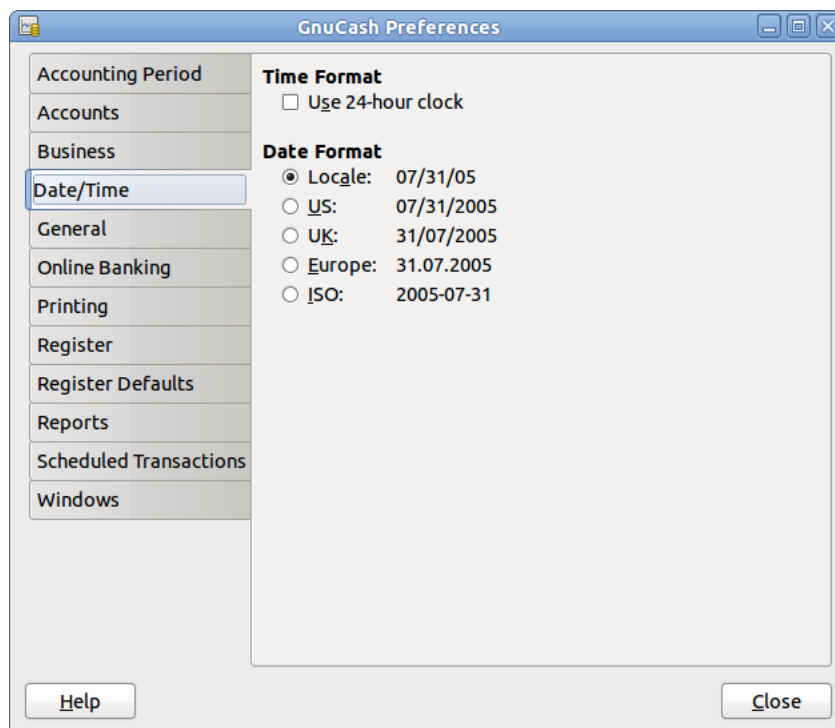 GnuCash Preferences
Accounting Period
Accounts
Business
Date/Time
General
Online Banking
Printing
Register
Register Defaults
Reports
Scheduled Transactions
Windows
Time Format
Use 24-hour clock
Date Format
Locale: 07/31/05
US: 07/31/2005
UK: 31/07/2005
Europe: 31.07.2005
ISO: 2005-07-31
Help
Close